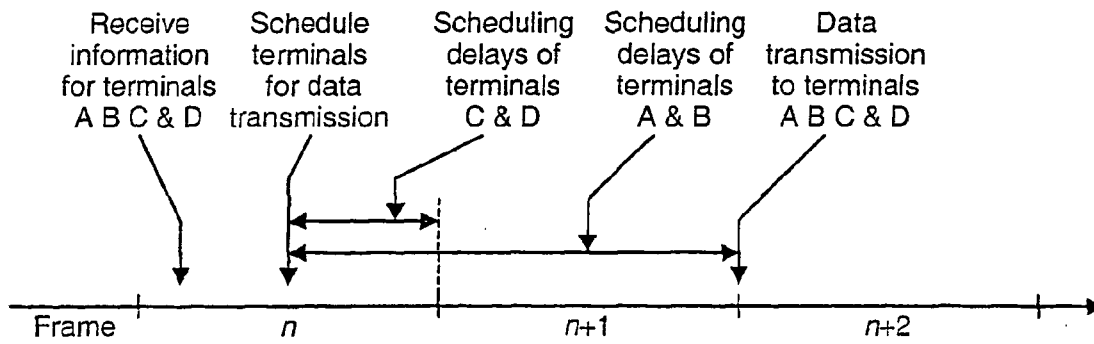 Receive
information
for terminals
A B C & D
Schedule
terminals
for data
transmission
Scheduling
delays of
terminals
C & D
Scheduling
delays of
terminals
A & B
Data
transmission
to terminals
A B C & D
Frame n n+1 n+2